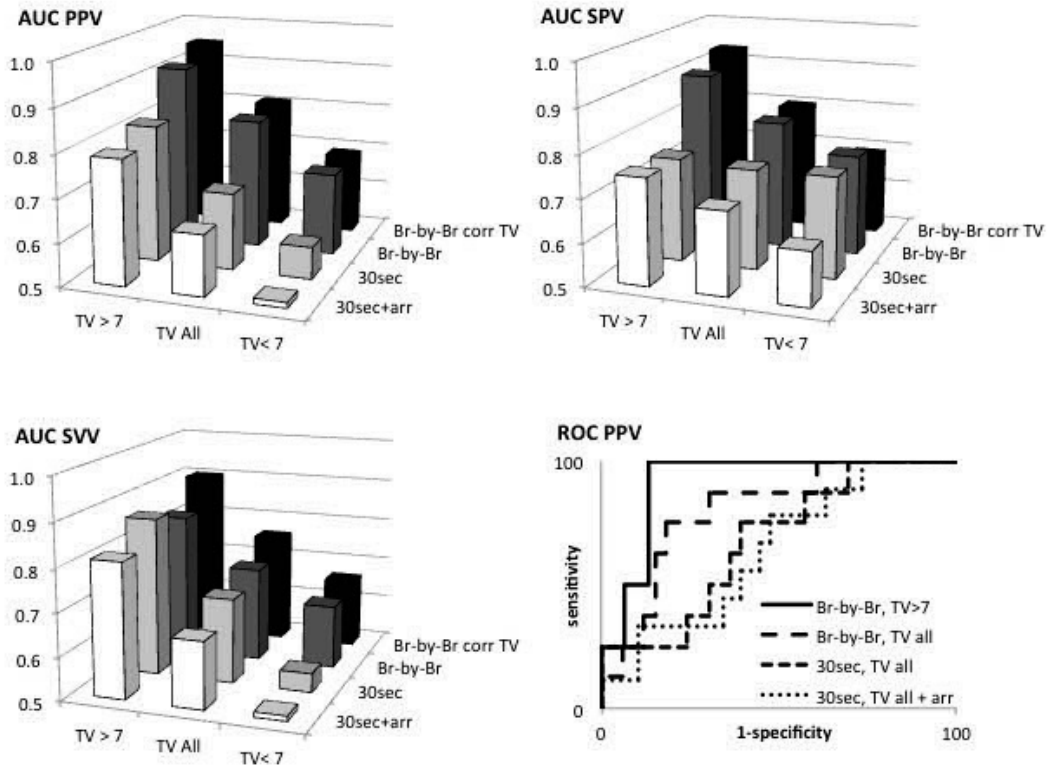 AUC PPV
1.0
0.9
0.8
0.7
0.6
0.5
TV > 7
TV All
TV< 7
Br-by-Br corr TV
Br-by-Br
30sec
30sec+arr
AUC SPV
1.0
0.9
0.8
0.7
0.6
0.5
TV > 7
TV All
TV< 7
Br-by-Br corr TV
Br-by-Br
30sec
30sec+arr
AUC SVV
1.0
0.9
0.8
0.7
0.6
0.5
TV > 7
TV All
TV< 7
Br-by-Br corr TV
Br-by-Br
30sec
30sec+arr
ROC PPV
100
sensitivity
0
Br-by-Br, TV>7
Br-by-Br, TV all
30sec, TV all
30sec, TV all + arr
0
1-specificity
100